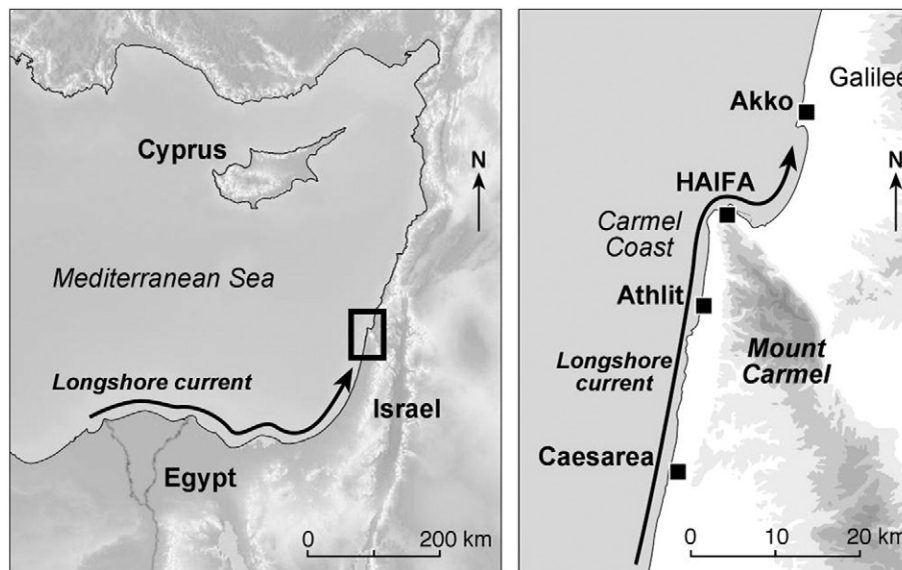 Cyprus
N
Mediterranean Sea
Longshore current
Israel
Egypt
0 200 km
Galilee
Akko
N
HAIFA
Carmel
Coast
Athlit
Longshore
current
Mount
Carmel
Caesarea
0 10 20 km